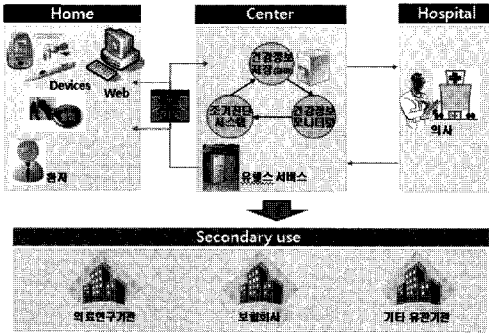 Home
Center
Hospital
Devices
Web
환자
건강정보
저장(DB)
조기진단
시스템
건강정보
모니터링
유헬스 서비스
의사
Secondary use
의료연구기관
보험회사
기타 유관기관